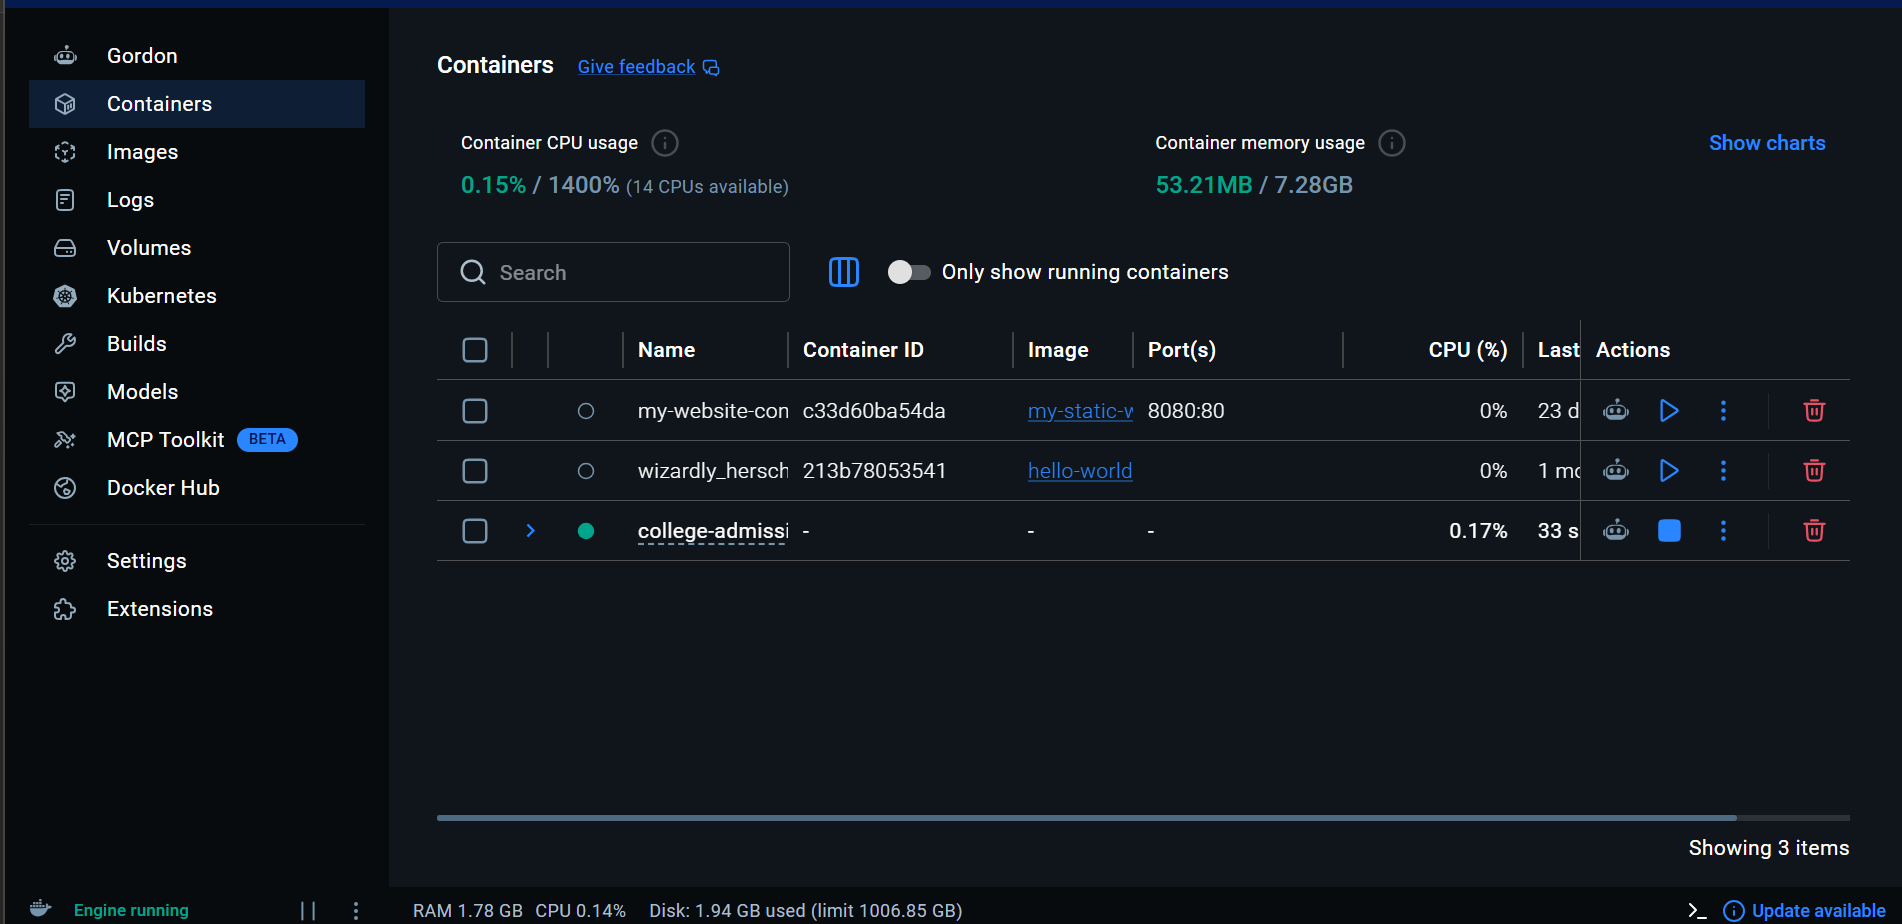 Gordon
Containers
Images
Logs
Volumes
Kubernetes
Builds
Models
MCP Toolkit BETA
Docker Hub
Settings
Extensions
Containers Give feedback
Container CPU usage
0.15% / 1400% (14 CPUs available)
Container memory usage
53.21MB / 7.28GB
Show charts
Search
Only show running containers
Name Container ID Image Port(s) CPU (%) Last Actions
my-website-con c33d60ba54da my-static-w 8080:80 0% 23 d
wizardly_hersch 213b78053541 hello-world 0% 1 mo
college-admissi - - - 0.17% 33 s
Showing 3 items
Engine running RAM 1.78 GB CPU 0.14% Disk: 1.94 GB used (limit 1006.85 GB) Update available